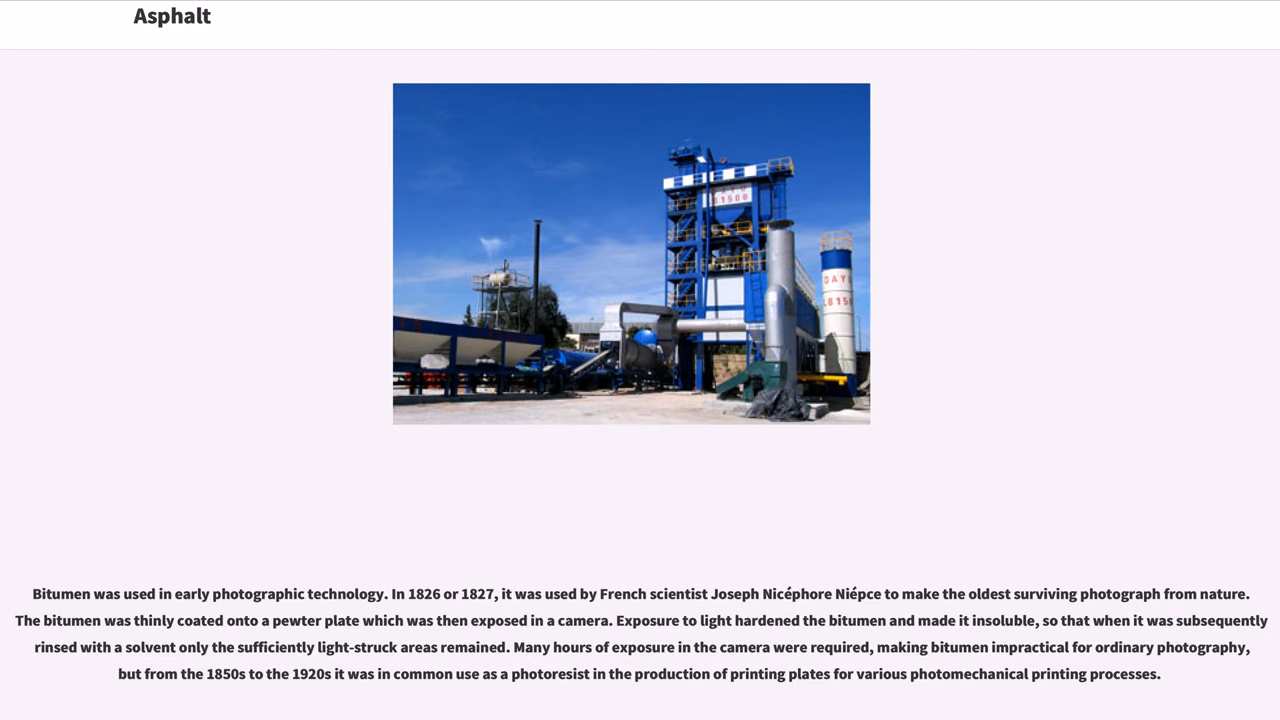 Asphalt
DAYU
LB1500
DAYU
LB150
Bitumen was used in early photographic technology. In 1826 or 1827, it was used by French scientist Joseph Nicéphore Niépce to make the oldest surviving photograph from nature.
The bitumen was thinly coated onto a pewter plate which was then exposed in a camera. Exposure to light hardened the bitumen and made it insoluble, so that when it was subsequently
rinsed with a solvent only the sufficiently light-struck areas remained. Many hours of exposure in the camera were required, making bitumen impractical for ordinary photography,
but from the 1850s to the 1920s it was in common use as a photoresist in the production of printing plates for various photomechanical printing processes.